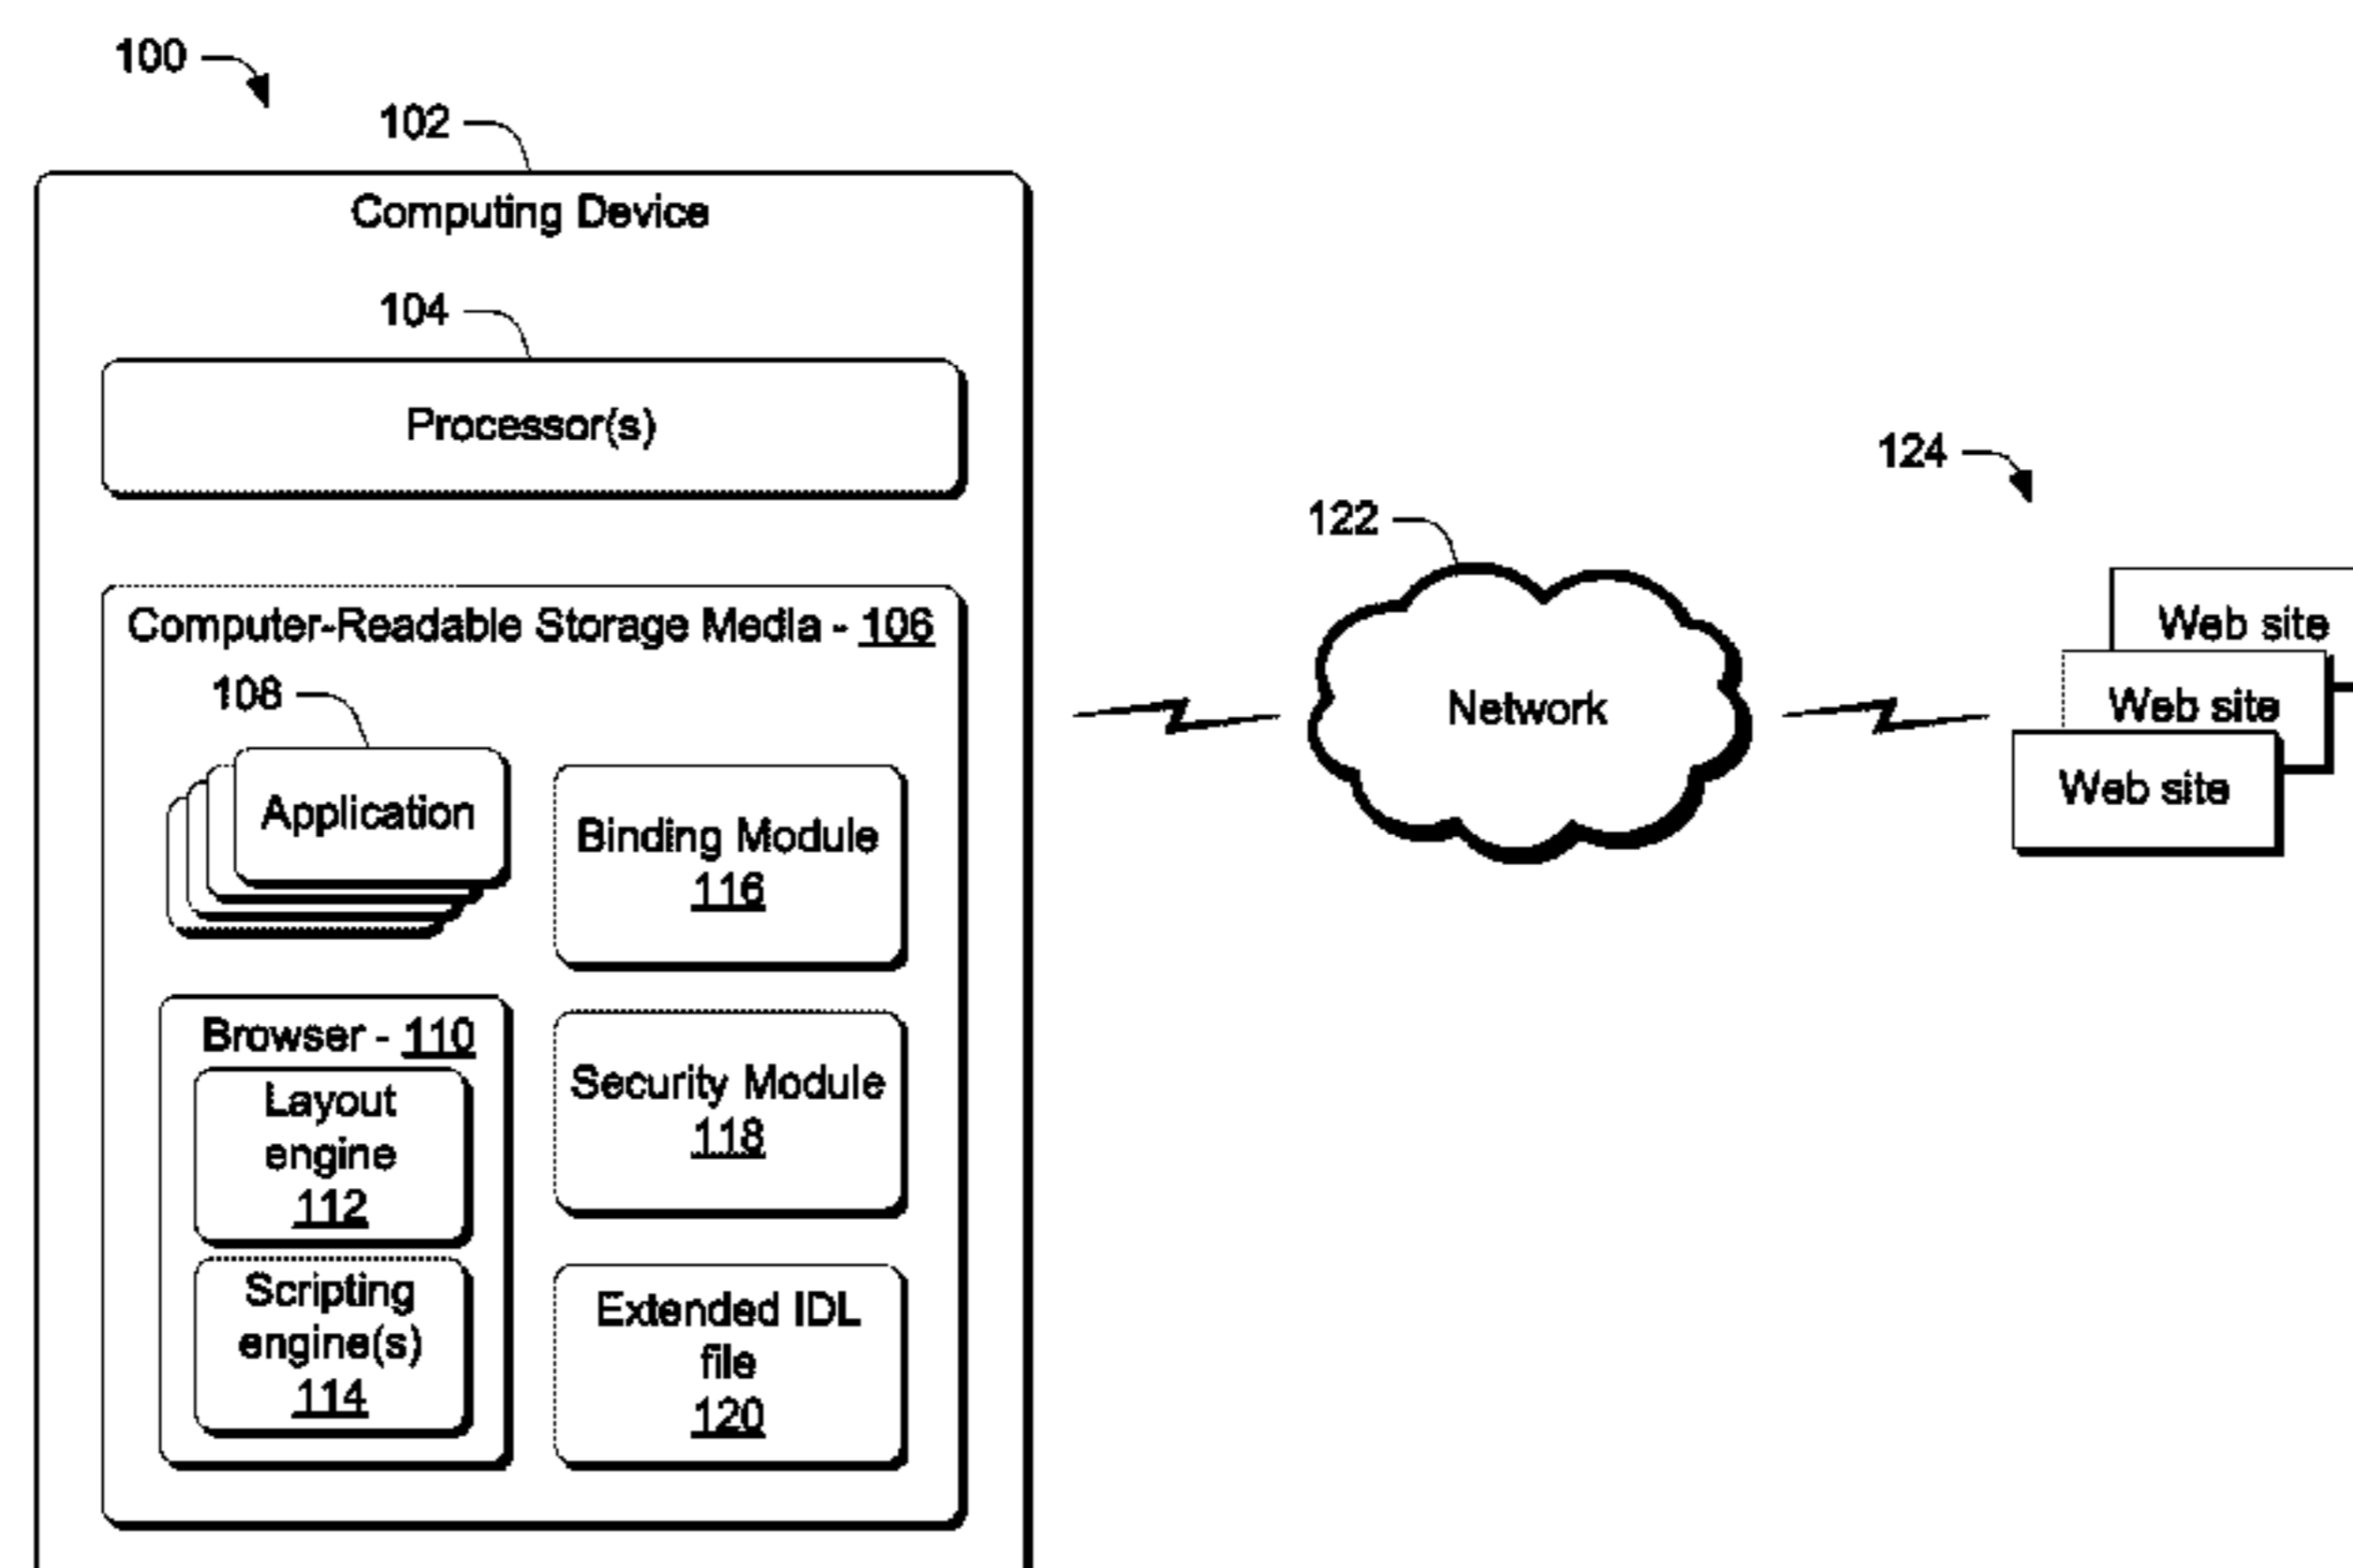 100
102
Computing Device
104
Processor(s)
Computer-Readable Storage Media - 106
108
Application
Binding Module
116
Browser - 110
Layout
engine
112
Scripting
engine(s)
114
Security Module
118
Extended IDL
file
120
122
Network
124
Web site
Web site
Web site